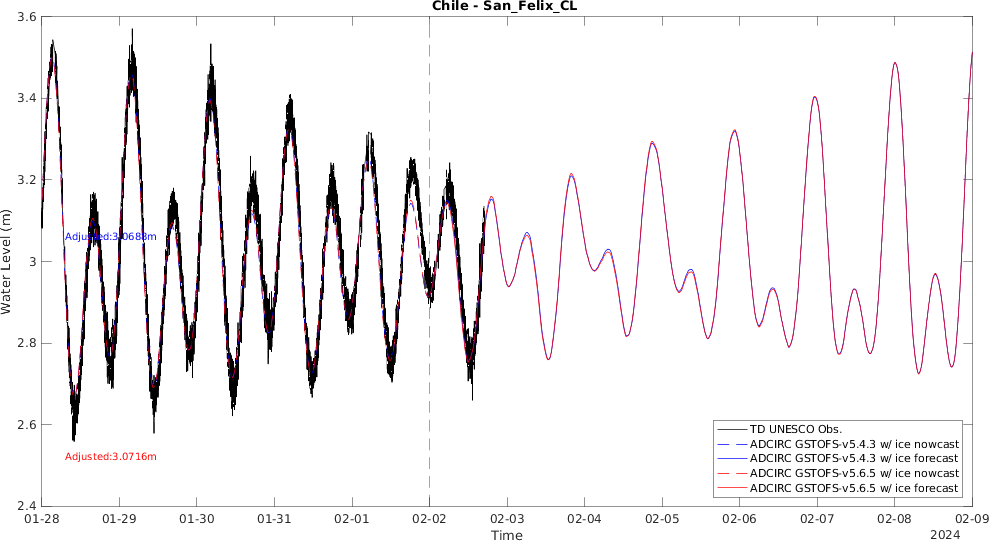 Chile - San_Felix_CL
3.6
3.4
3.2
3
2.8
2.6
2.4
Water Level (m)
Adjusted:3.0688m
Adjusted:3.0716m
TD UNESCO Obs.
ADCIRC GSTOFS-v5.4.3 w/ ice nowcast
ADCIRC GSTOFS-v5.4.3 w/ ice forecast
ADCIRC GSTOFS-v5.6.5 w/ ice nowcast
ADCIRC GSTOFS-v5.6.5 w/ ice forecast
01-28 01-29 01-30 01-31 02-01 02-02 02-03 02-04 02-05 02-06 02-07 02-08 02-09
Time
2024